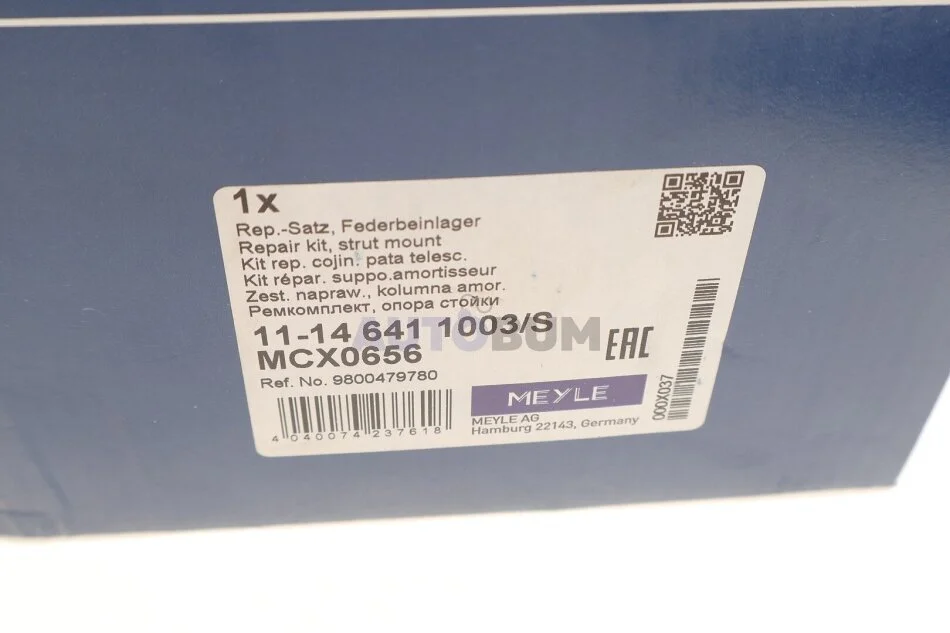 1x
Rep.-Satz, Federbeinlager
Repair kit, strut mount
Kit rep. cojin. pata telesc.
Kit répar. suppo.amortisseur
Zest. napraw., kolumna amor.
Ремкомплект, опора стойки
11-14 641 1003/S
AUTOBUM
MCX0656
EAC
Ref. No. 9800479780
MEYLE
MEYLE AG
Hamburg 22143, Germany
4 040074 237618
000X037